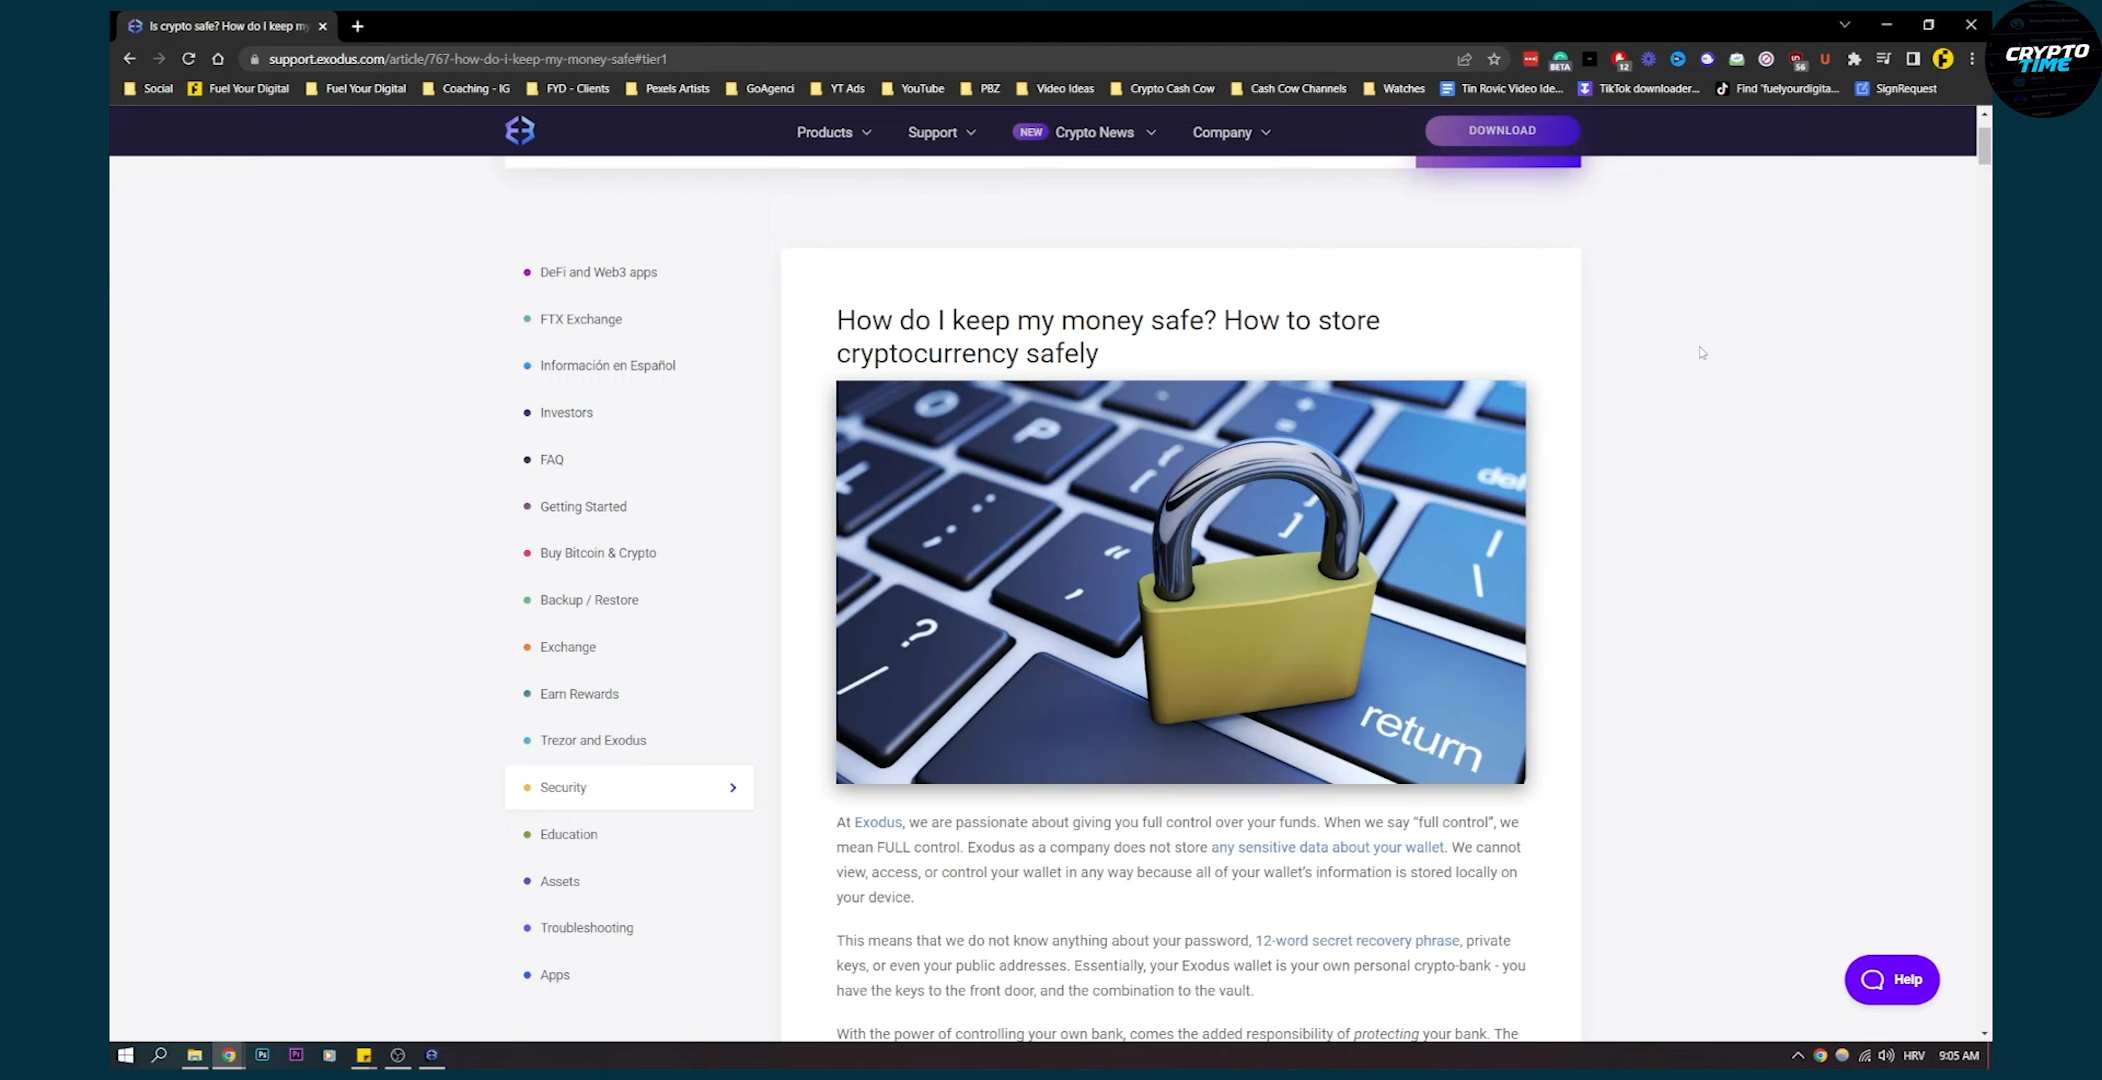 Is crypto safe? How do I keep my
CRYPTO
TIME
support.exodus.com/article/767-how-do-i-keep-my-money-safe#tier1
BETA
12
56
Social
Fuel Your Digital
Fuel Your Digital
Coaching - IG
FYD - Clients
Pexels Artists
GoAgenci
YT Ads
YouTube
PBZ
Video Ideas
Crypto Cash Cow
Cash Cow Channels
Watches
Tin Rovic Video Ide...
TikTok downloader...
Find 'fuelyourdigita...
SignRequest
Products
Support
NEW Crypto News
Company
DOWNLOAD
DeFi and Web3 apps
FTX Exchange
Información en Español
Investors
FAQ
Getting Started
Buy Bitcoin & Crypto
Backup / Restore
Exchange
Earn Rewards
Trezor and Exodus
Security
Education
Assets
Troubleshooting
Apps
How do I keep my money safe? How to store
cryptocurrency safely
P
return
At Exodus, we are passionate about giving you full control over your funds. When we say “full control”, we
mean FULL control. Exodus as a company does not store any sensitive data about your wallet. We cannot
view, access, or control your wallet in any way because all of your wallet’s information is stored locally on
your device.
This means that we do not know anything about your password, 12-word secret recovery phrase, private
keys, or even your public addresses. Essentially, your Exodus wallet is your own personal crypto-bank - you
have the keys to the front door, and the combination to the vault.
With the power of controlling your own bank, comes the added responsibility of protecting your bank. The
Help
Ps
Pr
HRV
9:05 AM